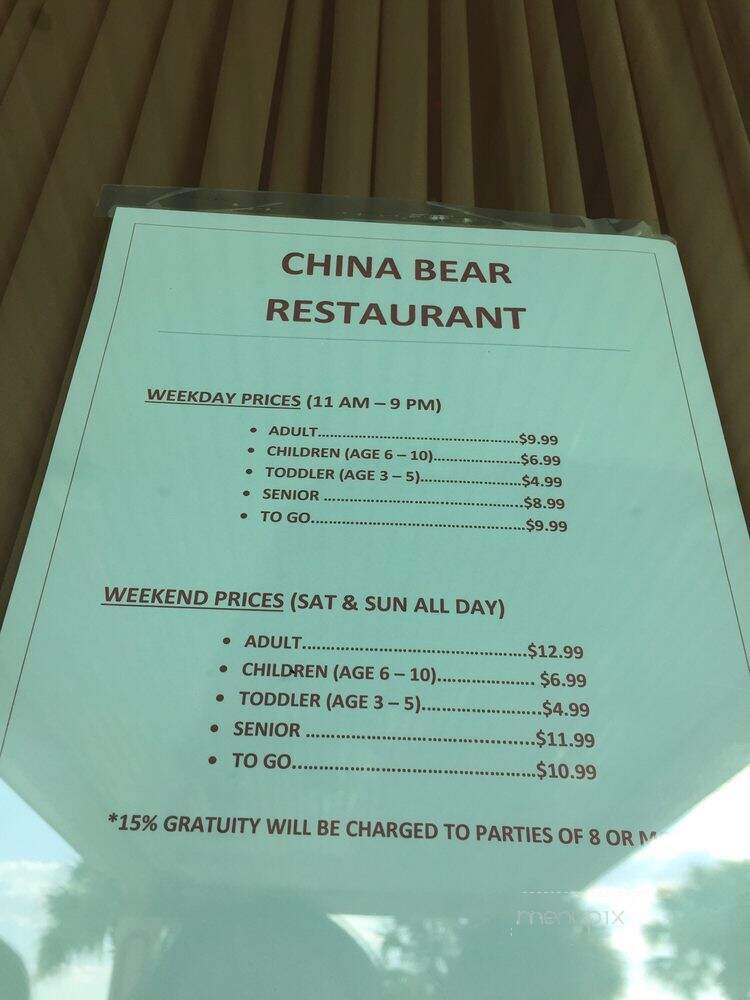 CHINA BEAR
RESTAURANT
WEEKDAY PRICES (11 AM – 9 PM)
• ADULT................................................$9.99
• CHILDREN (AGE 6 – 10).....................$6.99
• TODDLER (AGE 3 – 5)........................$4.99
• SENIOR ................................................$8.99
• TO GO...................................................$9.99
WEEKEND PRICES (SAT & SUN ALL DAY)
• ADULT..............................................$12.99
• CHILDREN (AGE 6 – 10).................... $6.99
• TODDLER (AGE 3 – 5)........................$4.99
• SENIOR ..............................................$11.99
• TO GO.................................................$10.99
*15% GRATUITY WILL BE CHARGED TO PARTIES OF 8 OR
menupix